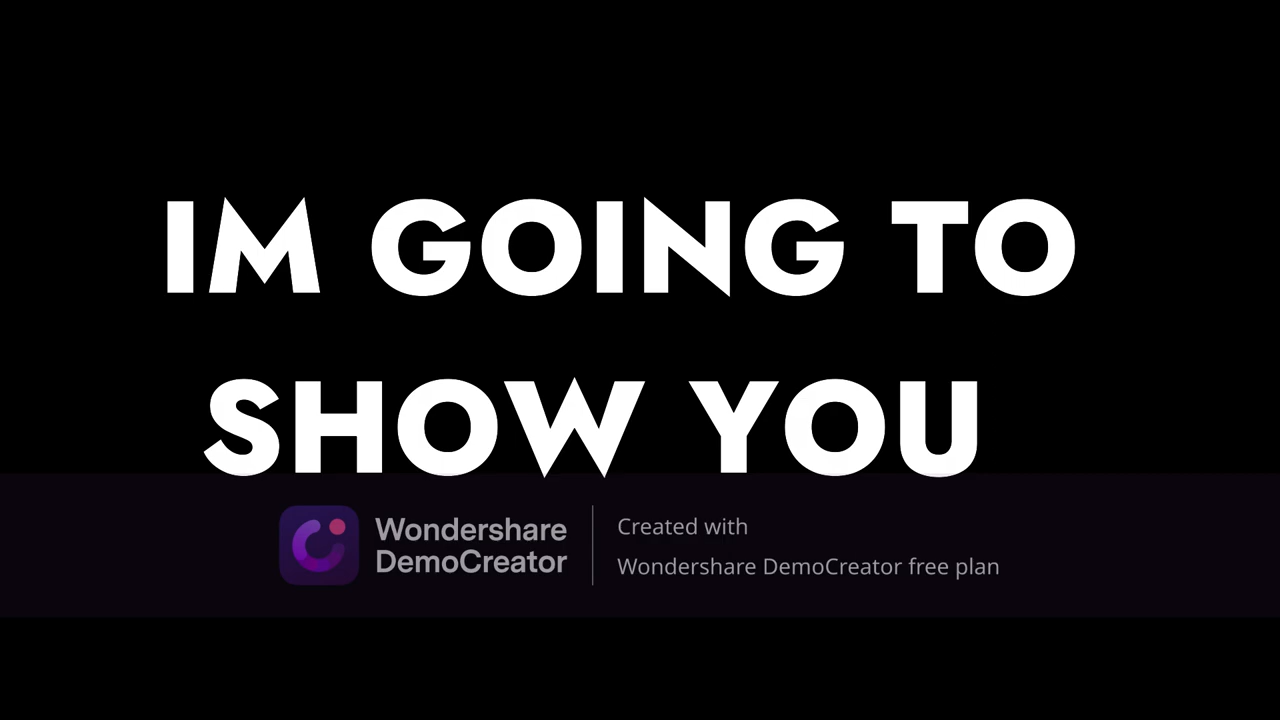 IM GOING TO
SHOW YOU
Wondershare
DemoCreator
Created with
Wondershare DemoCreator free plan